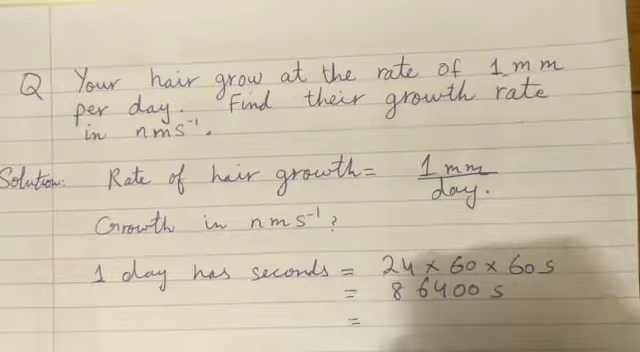 Q Your hair grow at the rate of 1 mm
per day. Find their growth rate
in nms⁻¹.
Solution: Rate of hair growth = 1 mm
day.
Growth in nms⁻¹?
1 day has seconds = 24 × 60 × 60 s
= 86400 s
=